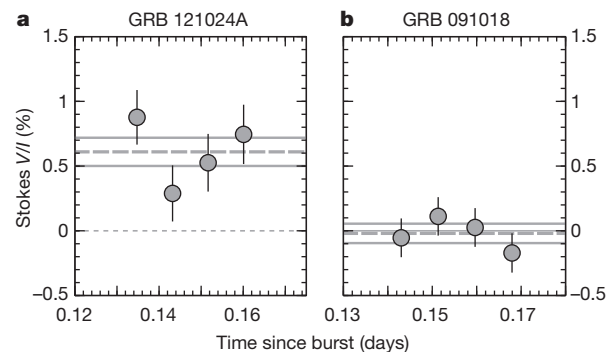 a GRB 121024A
b GRB 091018
Stokes V/I (%)
1.5
1
0.5
0
–0.5
0.12 0.14 0.16
1.5
1
0.5
0
–0.5
0.13 0.15 0.17
Time since burst (days)